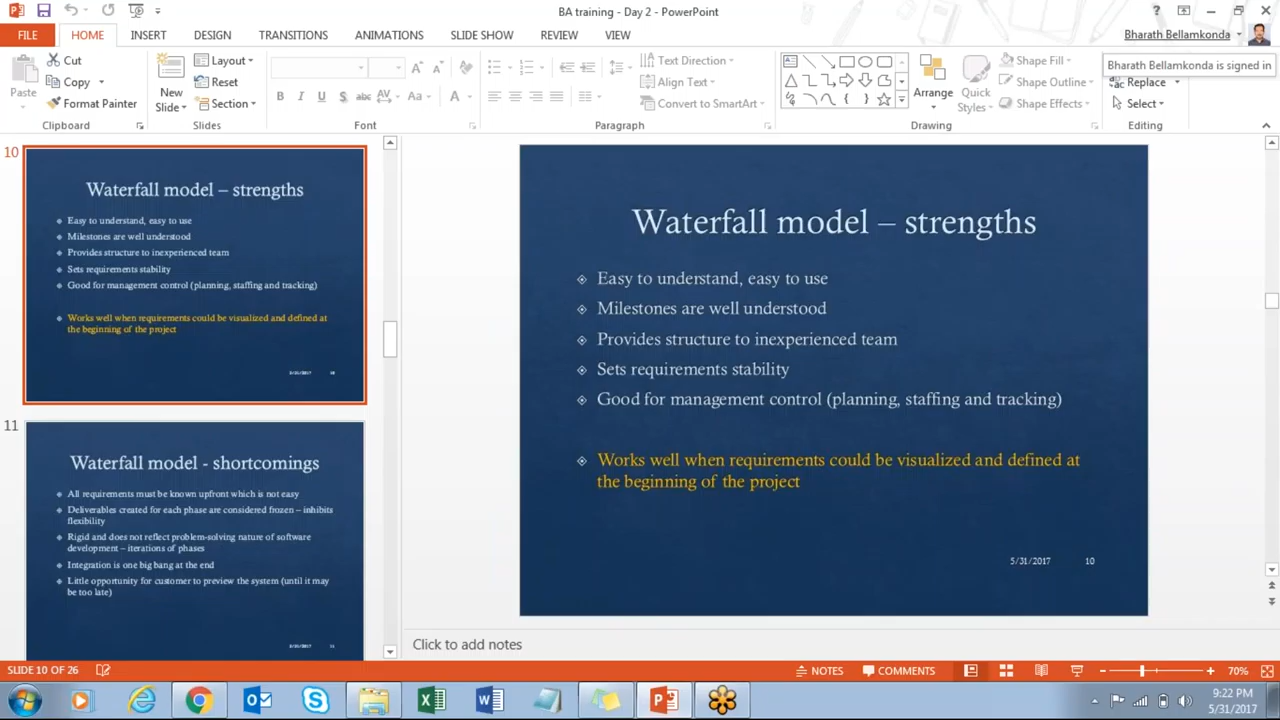 BA training - Day 2 - PowerPoint
FILE
HOME
INSERT
DESIGN
TRANSITIONS
ANIMATIONS
SLIDE SHOW
REVIEW
VIEW
Bharath Bellamkonda
Paste
Cut
Copy
Format Painter
Clipboard
New
Slide
Layout
Reset
Section
Slides
B I U S abc AV Aa A
Font
Text Direction
Align Text
Convert to SmartArt
Paragraph
Arrange
Quick
Styles
Shape Fill
Shape Outline
Shape Effects
Drawing
Bharath Bellamkonda is signed in
Replace
Select
Editing
10
Waterfall model – strengths
Easy to understand, easy to use
Milestones are well understood
Provides structure to inexperienced team
Sets requirements stability
Good for management control (planning, staffing and tracking)
Works well when requirements could be visualized and defined at
the beginning of the project
5/31/2017 10
11
Waterfall model - shortcomings
All requirements must be known upfront which is not easy
Deliverables created for each phase are considered frozen – inhibits
flexibility
Rigid and does not reflect problem-solving nature of software
development – iterations of phases
Integration is one big bang at the end
Little opportunity for customer to preview the system (until it may
be too late)
5/31/2017 11
Waterfall model – strengths
Easy to understand, easy to use
Milestones are well understood
Provides structure to inexperienced team
Sets requirements stability
Good for management control (planning, staffing and tracking)
Works well when requirements could be visualized and defined at
the beginning of the project
5/31/2017 10
Click to add notes
SLIDE 10 OF 26
NOTES
COMMENTS
70%
9:22 PM
5/31/2017